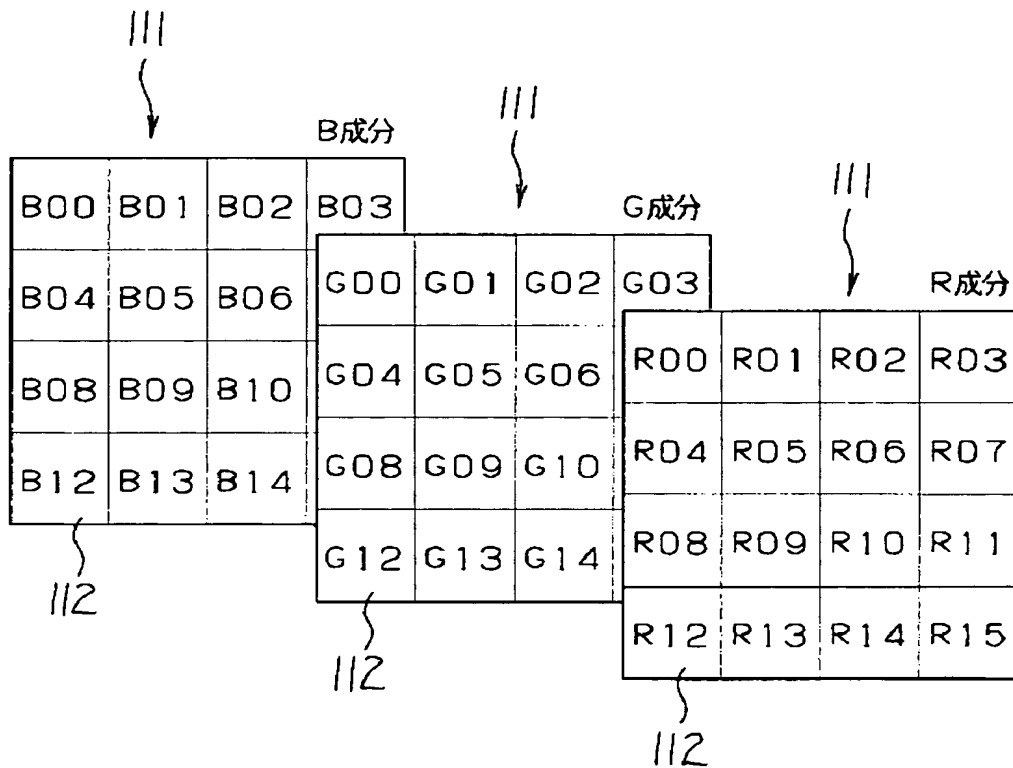 111
111
111
B成分
B00 B01 B02 B03
B04 B05 B06
B08 B09 B10
B12 B13 B14
112
G成分
G00 G01 G02 G03
G04 G05 G06
G08 G09 G10
G12 G13 G14
112
R成分
R00 R01 R02 R03
R04 R05 R06 R07
R08 R09 R10 R11
R12 R13 R14 R15
112